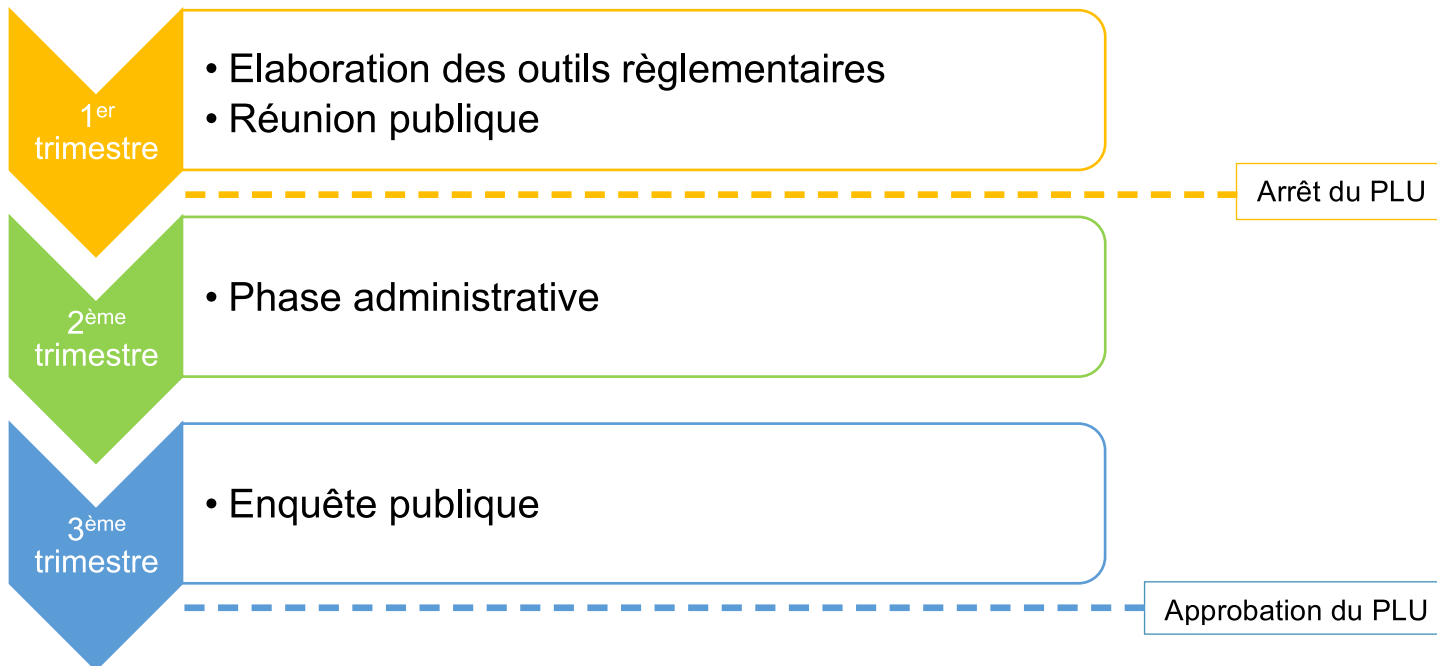 1er
trimestre
• Elaboration des outils règlementaires
• Réunion publique
Arrêt du PLU
2ème
trimestre
• Phase administrative
3ème
trimestre
• Enquête publique
Approbation du PLU